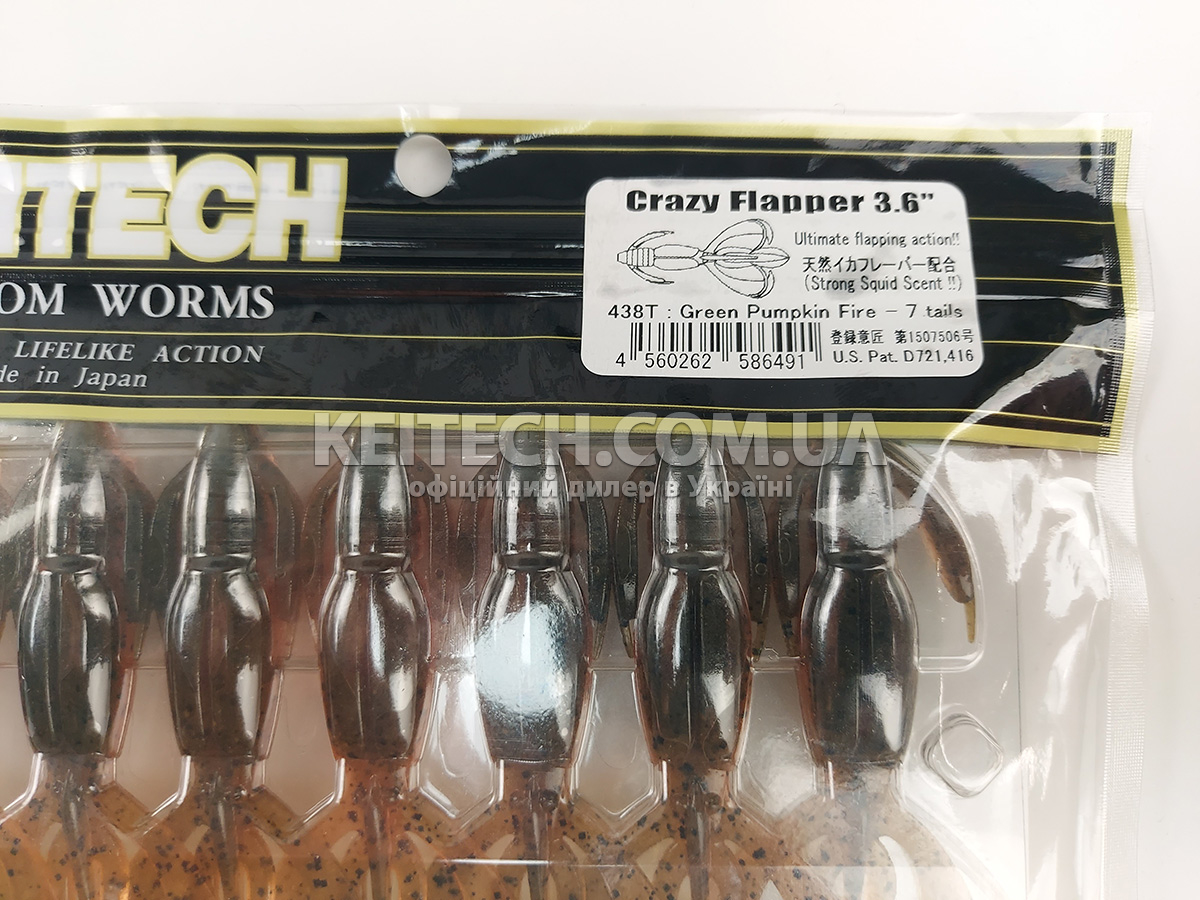 ITECH
OM WORMS
LIFELIKE ACTION
de in Japan
Crazy Flapper 3.6"
Ultimate flapping action!!
天然イカフレーバー配合
(Strong Squid Scent !!)
438T : Green Pumpkin Fire - 7 tails
4 560262 586491
登録意匠 第1507506号
U.S. Pat. D721,416
KEITECH.COM.UA
офіційний дилер в Україні